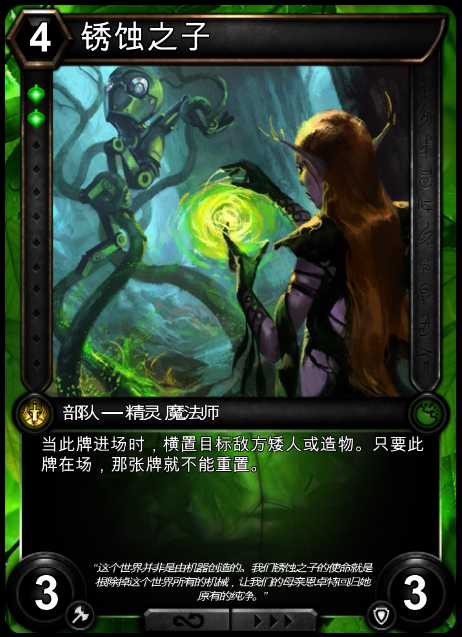 4 锈蚀之子
部队 — 精灵 魔法师
当此牌进场时，横置目标敌方矮人或造物。只要此
牌在场，那张牌就不能重置。
“这个世界并非是由机器创造的。我们锈蚀之子的使命就是
根除掉这个世界所有的机械，让我们的母亲恩卓特回归她
原有的纯净。”
3 3